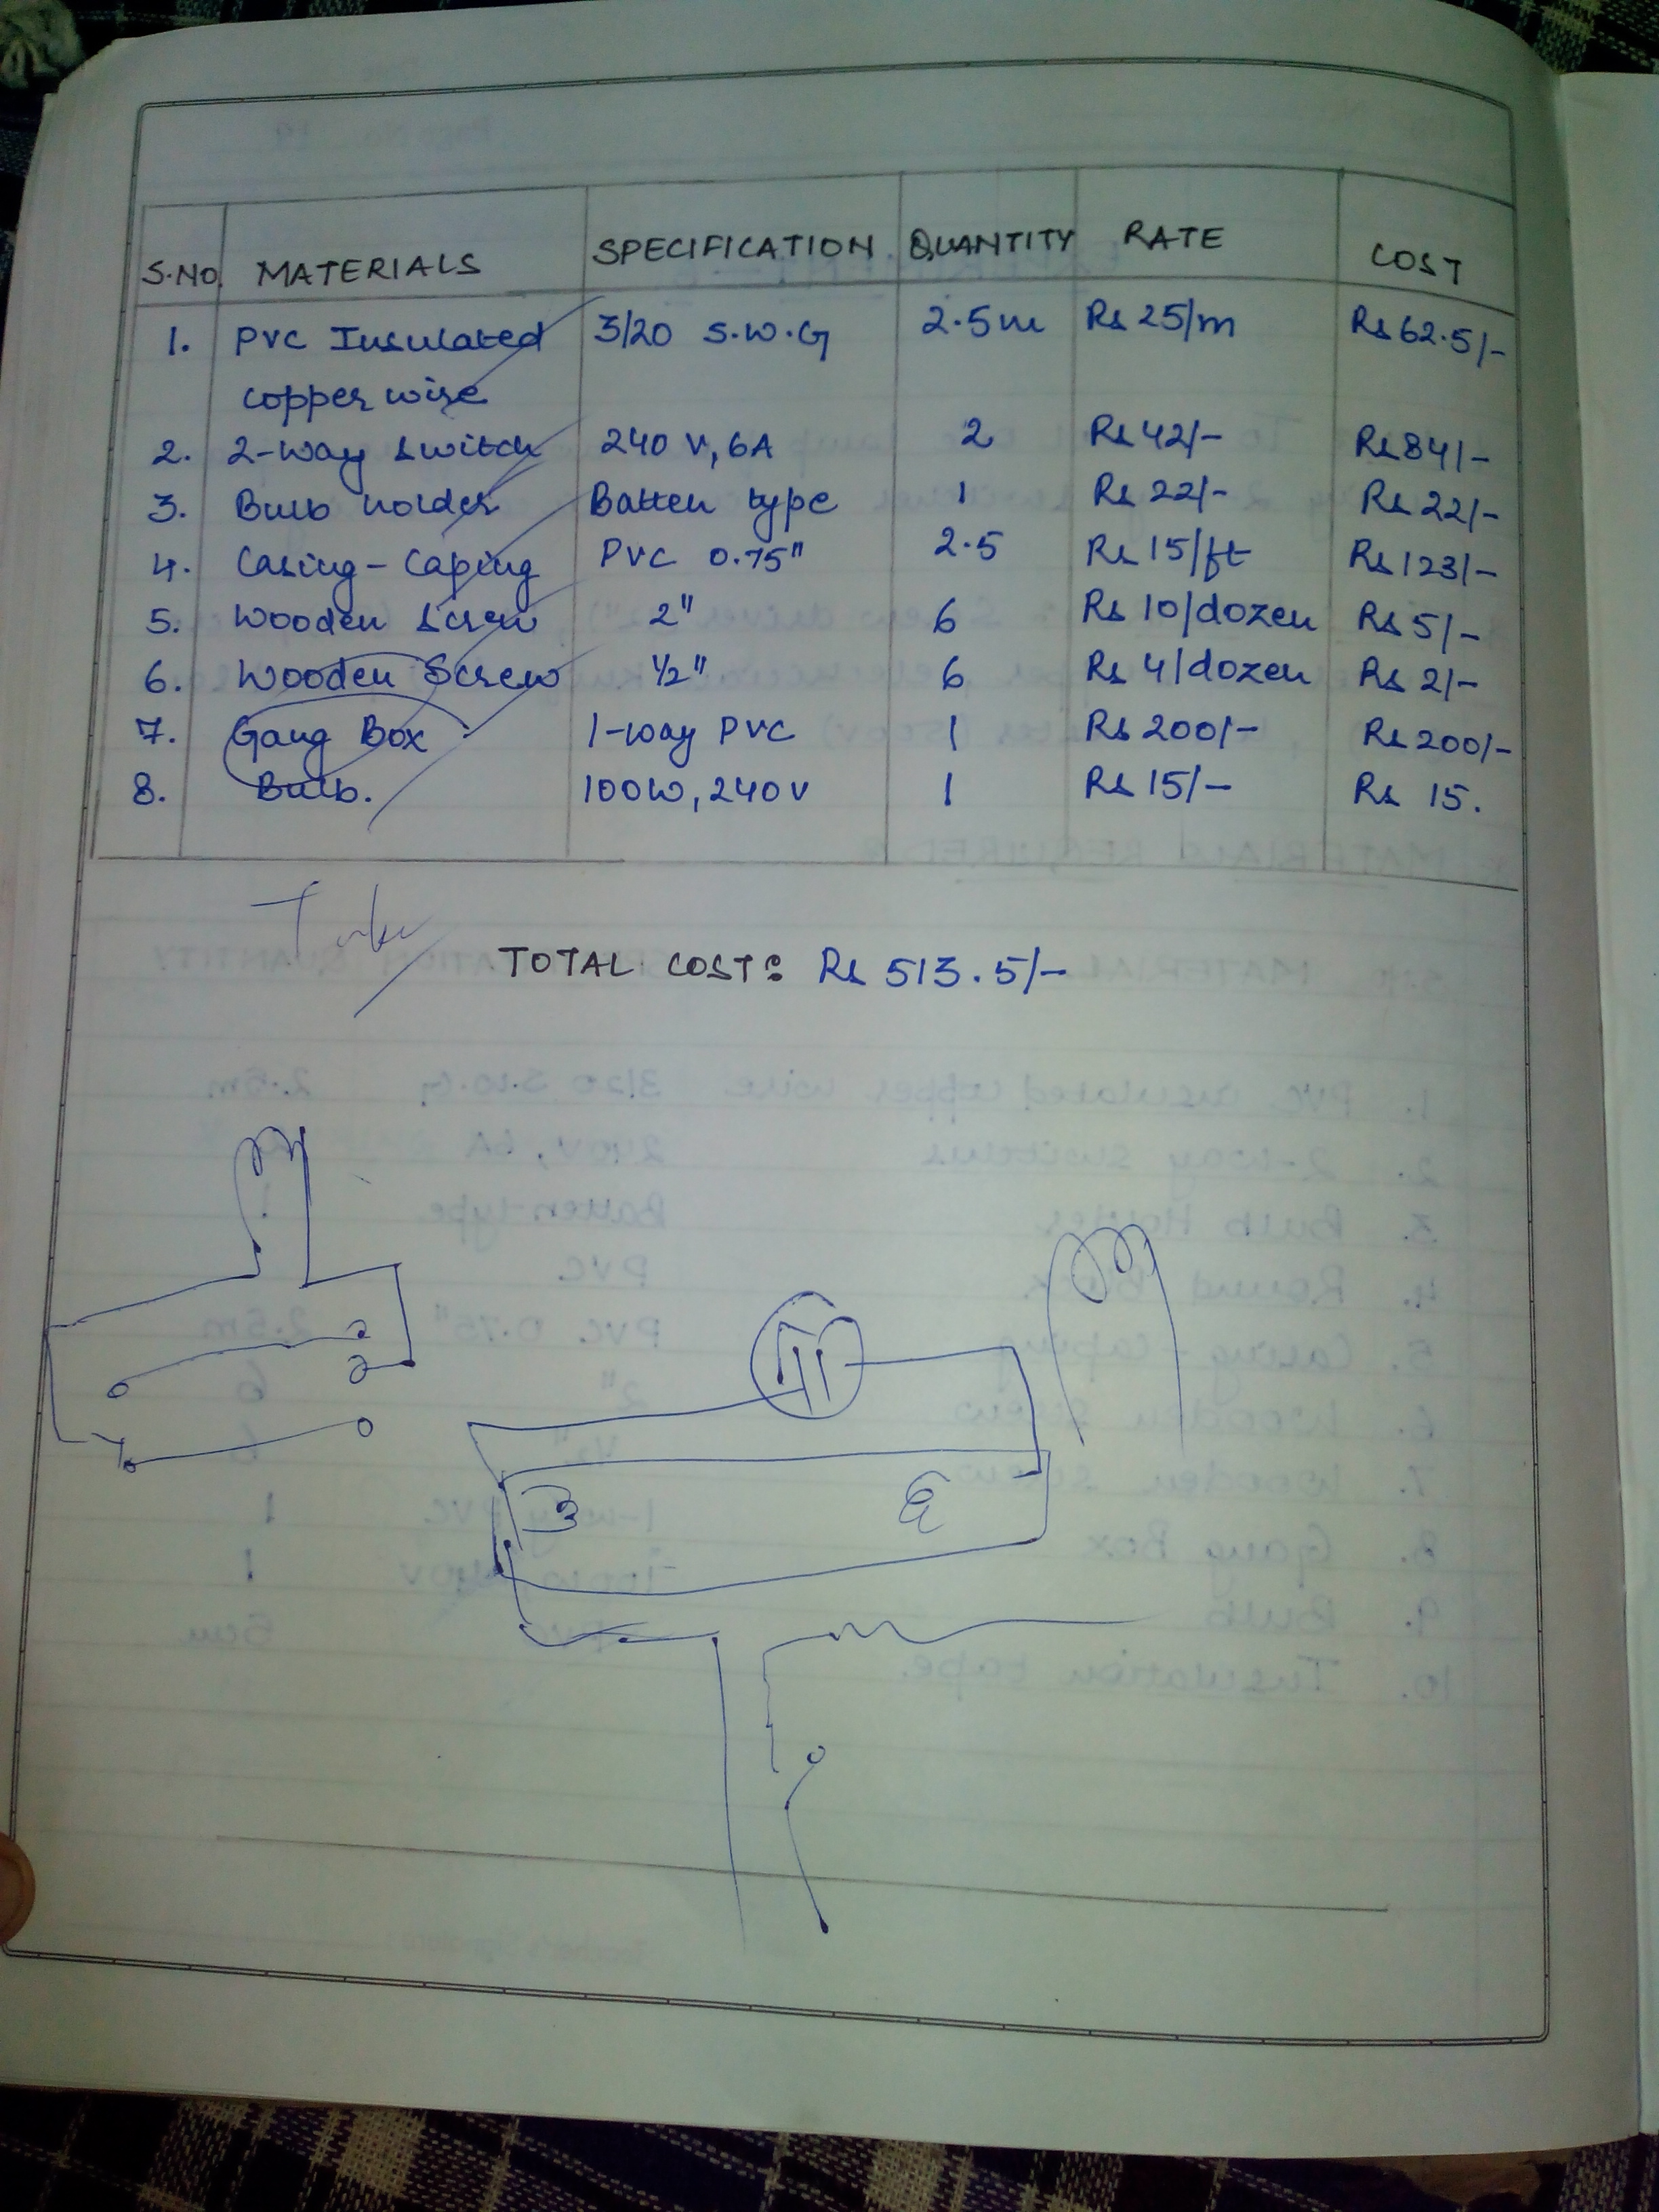 S.NO. MATERIALS SPECIFICATION QUANTITY RATE COST
1. PVC Insulated 3/20 S.W.G 2.5m Rs 25/m Rs 62.5/-
copper wire
2. 2-way switch 240 V, 6A 2 Rs 42/- Rs 84/-
3. Bulb holder Batten type 1 Rs 22/- Rs 22/-
4. Casing-Caping PVC 0.75" 2.5 Rs 15/ft Rs 123/-
5. Wooden Screw 2" 6 Rs 10/dozen Rs 5/-
6. Wooden Screw 1/2" 6 Rs 4/dozen Rs 2/-
7. Gang Box 1-way PVC 1 Rs 200/- Rs 200/-
8. Bulb. 100W, 240V 1 Rs 15/- Rs 15.
TOTAL COST: Rs 513.5/-